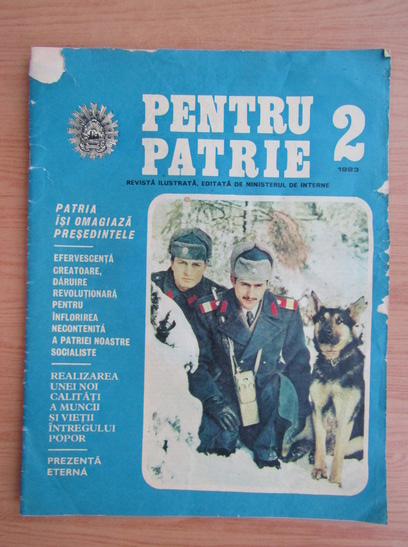 PENTRU
PATRIE
2
1983
REVISTĂ ILUSTRATĂ, EDITATĂ DE MINISTERUL DE INTERNE
PATRIA
ÎȘI OMAGIAZĂ
PREȘEDINTELE
EFERVESCENȚĂ
CREATOARE,
DĂRUIRE
REVOLUȚIONARĂ
PENTRU
ÎNFLORIREA
NECONTENITĂ
A PATRIEI NOASTRE
SOCIALISTE
REALIZAREA
UNEI NOI
CALITĂȚI
A MUNCII
ȘI VIEȚII
ÎNTREGULUI
POPOR
PREZENȚĂ
ETERNĂ